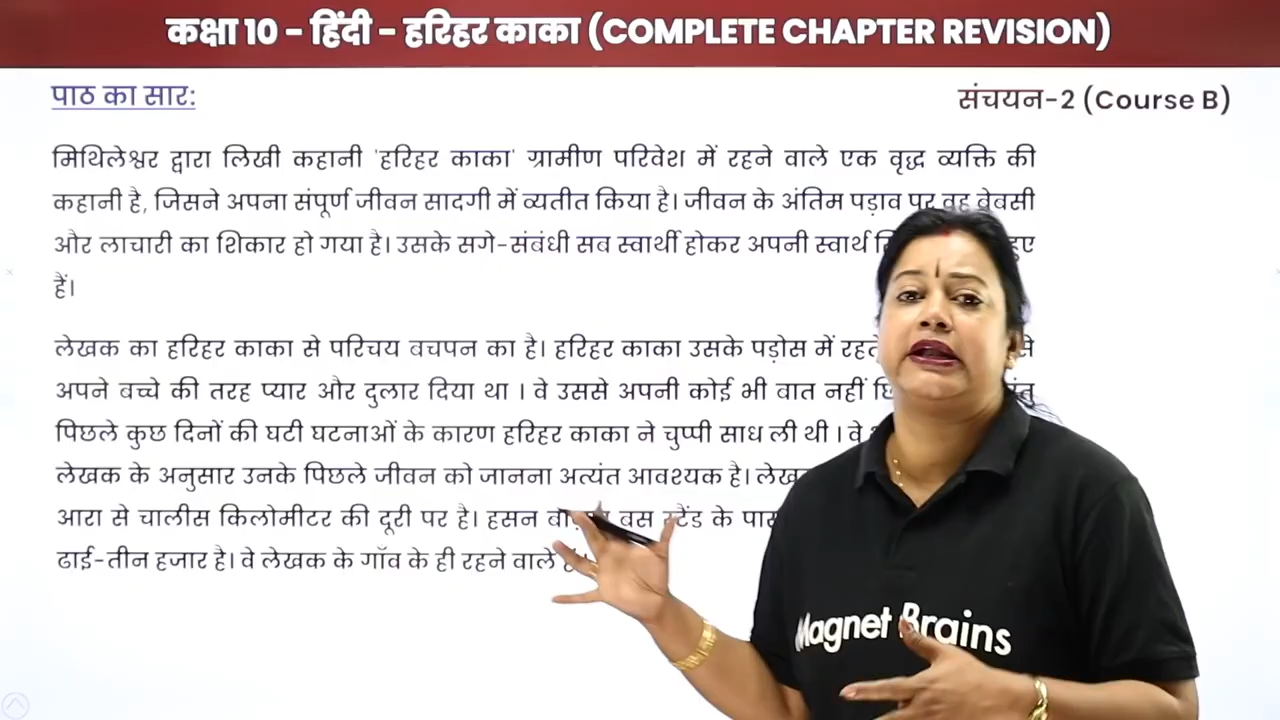 कक्षा 10 - हिंदी - हरिहर काका (COMPLETE CHAPTER REVISION)
पाठ का सार:
संचयन-2 (Course B)
मिथिलेश्वर द्वारा लिखी कहानी 'हरिहर काका' ग्रामीण परिवेश में रहने वाले एक वृद्ध व्यक्ति की
कहानी है, जिसने अपना संपूर्ण जीवन सादगी में व्यतीत किया है। जीवन के अंतिम पड़ाव पर वह बेबसी
और लाचारी का शिकार हो गया है। उसके सगे-संबंधी सब स्वार्थी होकर अपनी स्वार्थ हुए
हैं।
लेखक का हरिहर काका से परिचय बचपन का है। हरिहर काका उसके पड़ोस में
अपने बच्चे की तरह प्यार और दुलार दिया था । वे उससे अपनी कोई भी बात नहीं
पिछले कुछ दिनों की घटी घटनाओं के कारण हरिहर काका ने चुप्पी साध ली थी । वे
लेखक के अनुसार उनके पिछले जीवन को जानना अत्यंत आवश्यक है।
आरा से चालीस किलोमीटर की दूरी पर है। हसन बस स्टैंड के पास
ढाई-तीन हजार है। वे लेखक के गाँव के ही रहने वाले
Magnet Brains